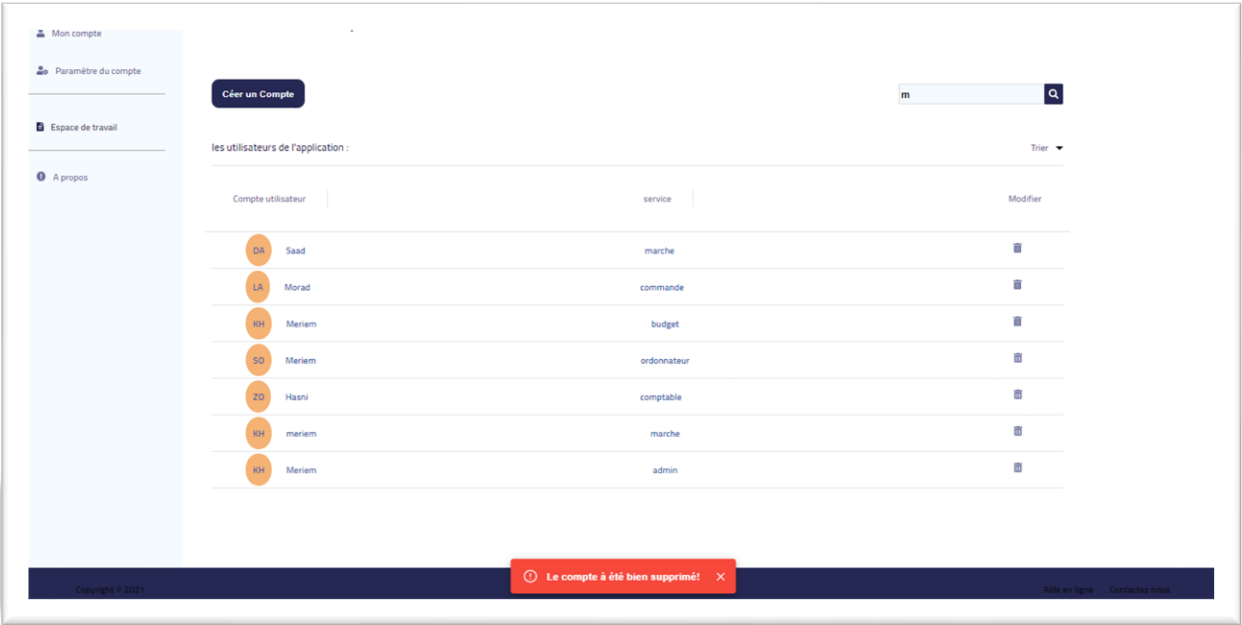 Mon compte
Paramètre du compte
Céer un Compte
m
Espace de travail
les utilisateurs de l'application :
Trier
A propos
Compte utilisateur service Modifier
DA Saad marche
LA Morad commande
KH Meriem budget
SO Meriem ordonnateur
ZO Hasni comptable
KH meriem marche
KH Meriem admin
Le compte à été bien supprimé!
Copyright © 2021 Aide en ligne Contactez nous